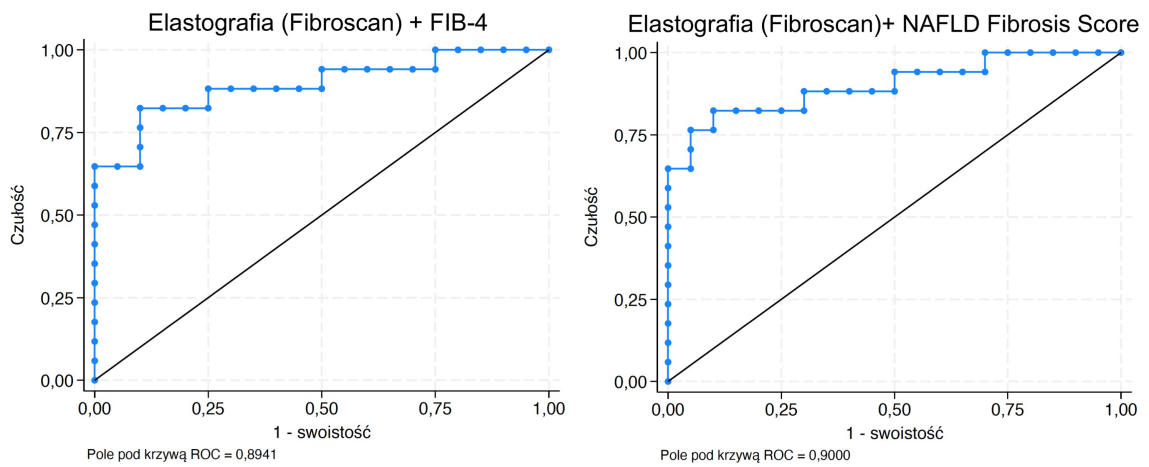 Elastografia (Fibroscan) + FIB-4
1,00
0,75
0,50
0,25
0,00
Czułość
0,00 0,25 0,50 0,75 1,00
1 - swoistość
Pole pod krzywą ROC = 0,8941
Elastografia (Fibroscan)+ NAFLD Fibrosis Score
1,00
0,75
0,50
0,25
0,00
Czułość
0,00 0,25 0,50 0,75 1,00
1 - swoistość
Pole pod krzywą ROC = 0,9000